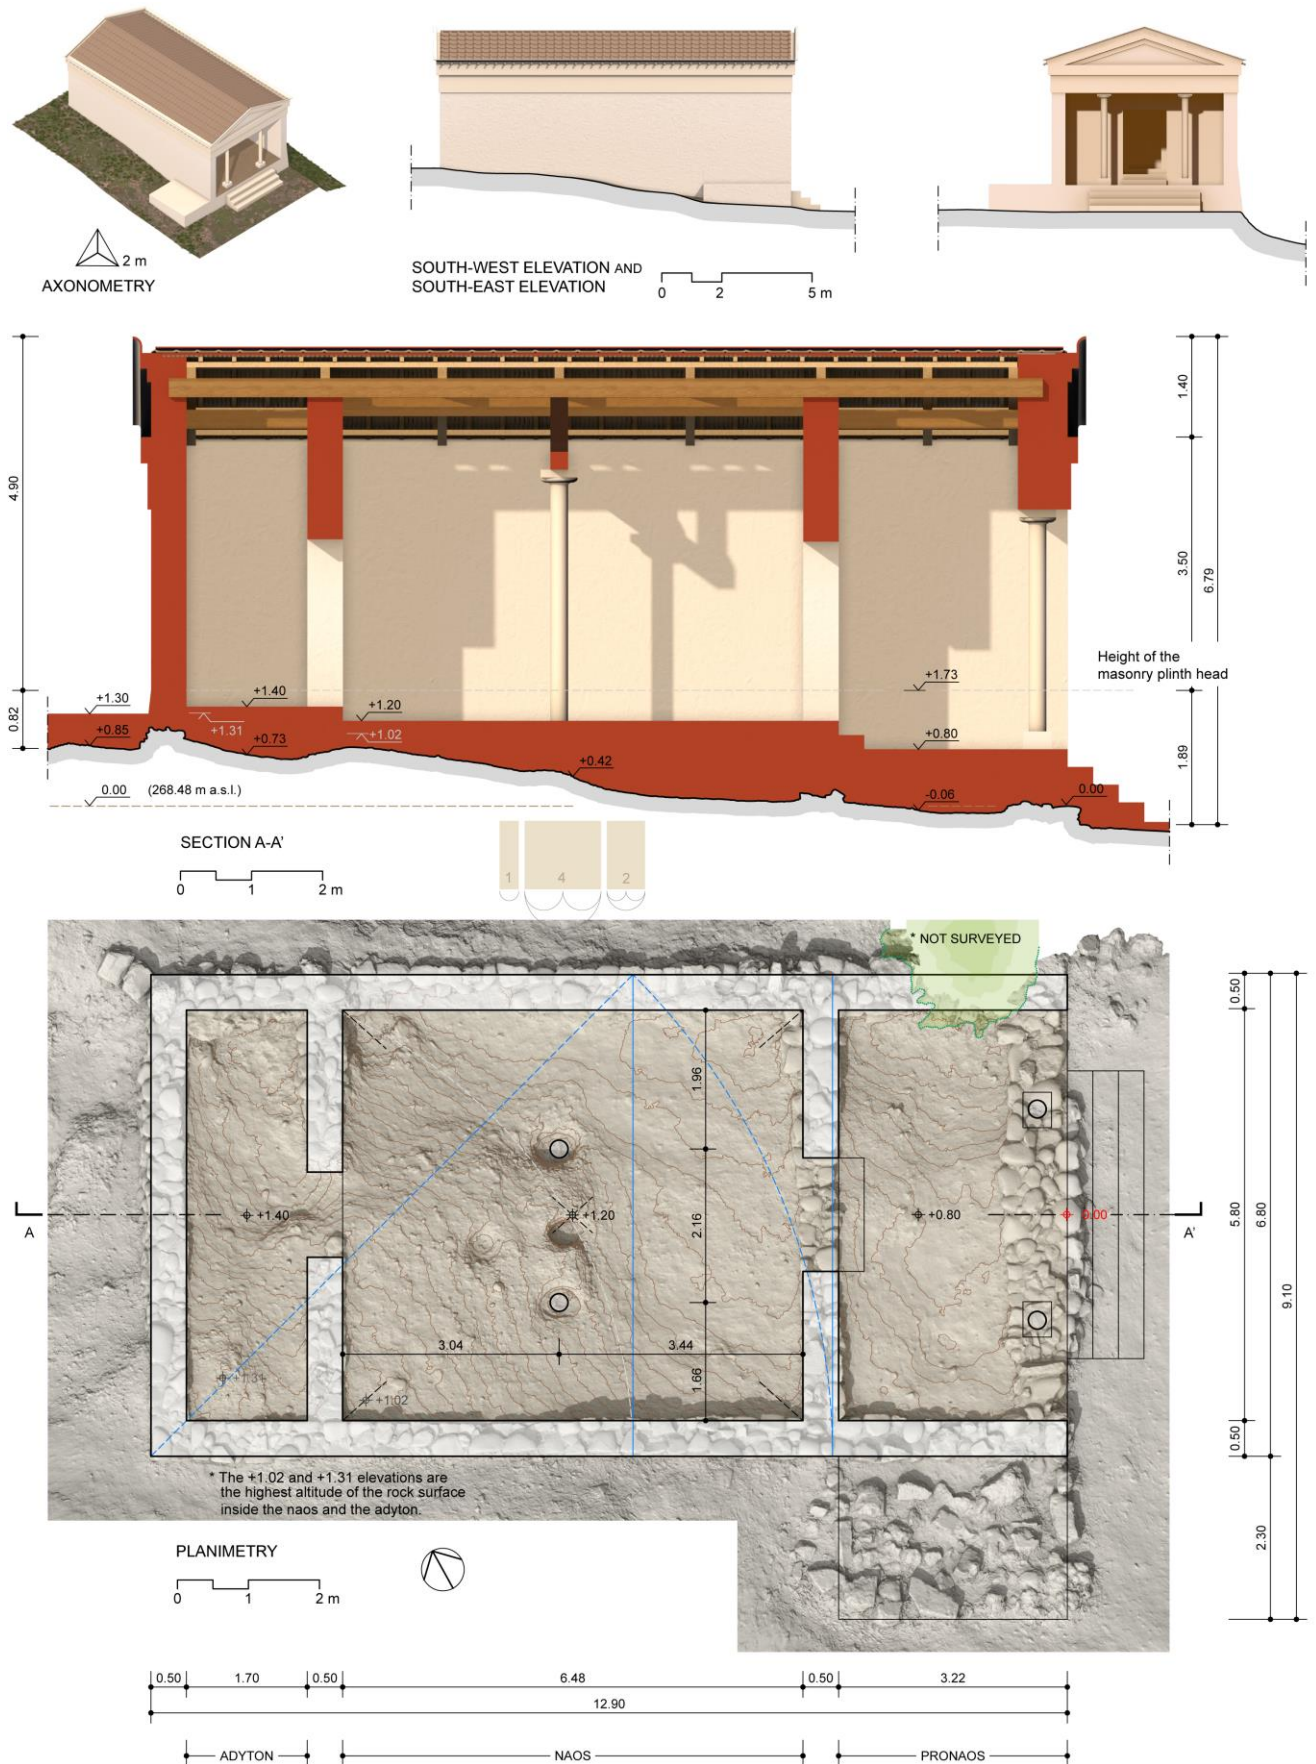 2 m
AXONOMETRY
SOUTH-WEST ELEVATION AND
SOUTH-EAST ELEVATION
0 2 5 m
4.90
0.82
1.40
3.50
6.79
1.89
Height of the
masonry plinth head
+1.30
+0.85
+1.40
+1.31
+0.73
+1.20
+1.02
+0.42
+1.73
+0.80
-0.06
0.00
0.00 (268.48 m a.s.l.)
SECTION A-A'
0 1 2 m
1 4 2
* NOT SURVEYED
0.50
5.80
0.50
6.80
2.30
9.10
1.96
2.16
1.66
3.04
3.44
A
+1.40
+1.20
+0.80
0.00
A'
+1.31
+1.02
* The +1.02 and +1.31 elevations are
the highest altitude of the rock surface
inside the naos and the adyton.
PLANIMETRY
0 1 2 m
0.50 1.70 0.50 6.48 0.50 3.22
12.90
ADYTON NAOS PRONAOS